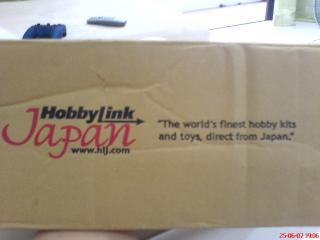 HobbyLink
Japan
www.hlj.com
"The world's finest hobby kits
and toys, direct from Japan."
25-06-07 19:06